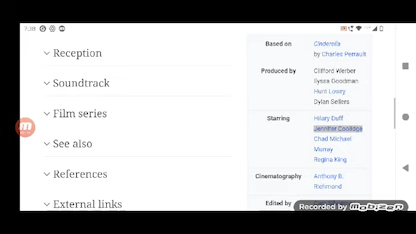 Reception
Soundtrack
Film series
See also
References
External links
Based on Cinderella
by Charles Perrault
Produced by Clifford Werber
Ilyssa Goodman
Hunt Lowry
Dylan Sellers
Starring Hilary Duff
Jennifer Coolidge
Chad Michael
Murray
Regina King
Cinematography Anthony B.
Richmond
Edited by
Recorded by Mobizen